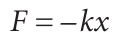 F = −kx